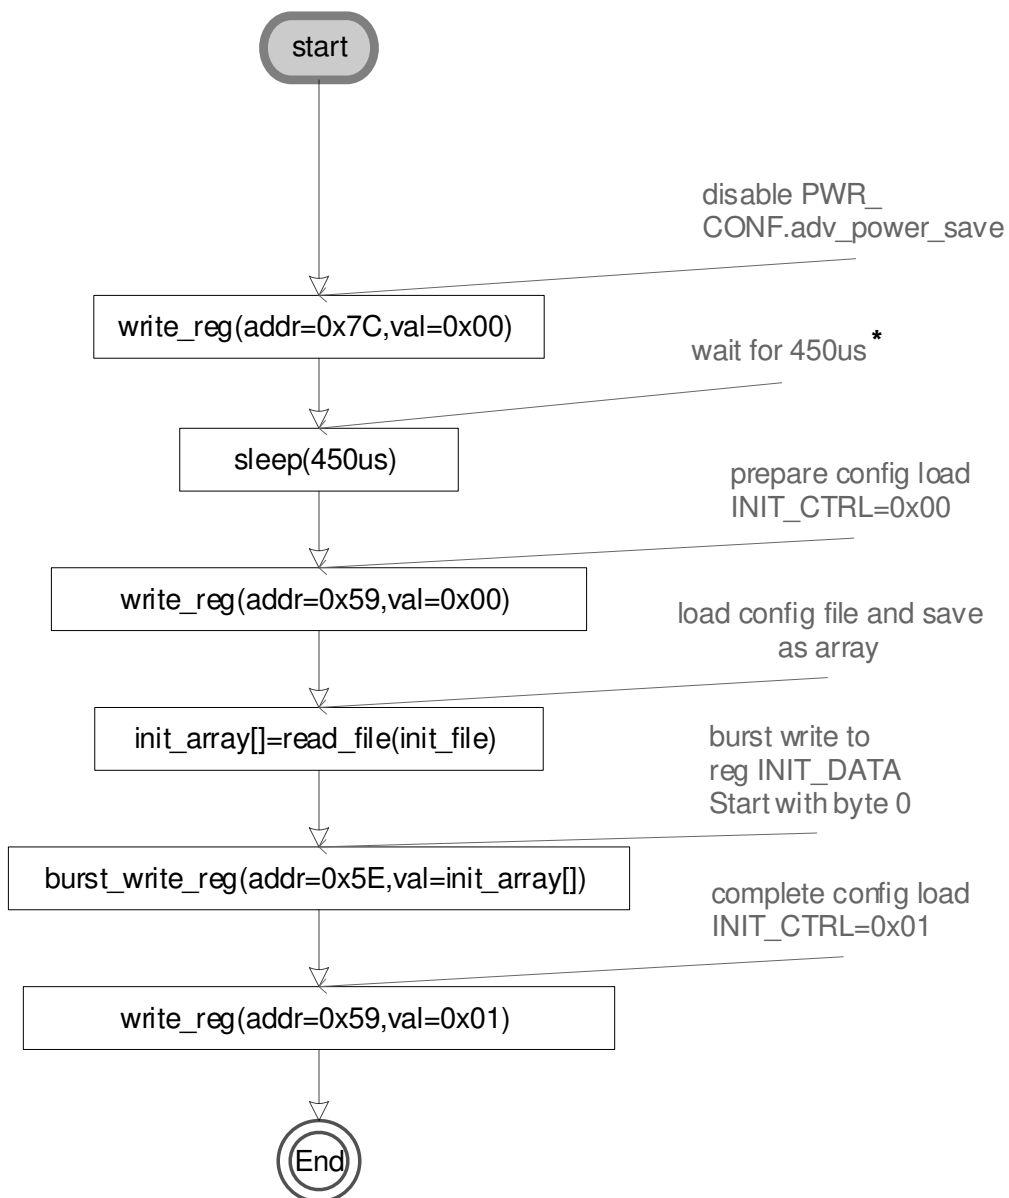 start
disable PWR_
CONF.adv_power_save
write_reg(addr=0x7C,val=0x00)
wait for 450us*
sleep(450us)
prepare config load
INIT_CTRL=0x00
write_reg(addr=0x59,val=0x00)
load config file and save
as array
init_array[]=read_file(init_file)
burst write to
reg INIT_DATA
Start with byte 0
burst_write_reg(addr=0x5E,val=init_array[])
complete config load
INIT_CTRL=0x01
write_reg(addr=0x59,val=0x01)
End